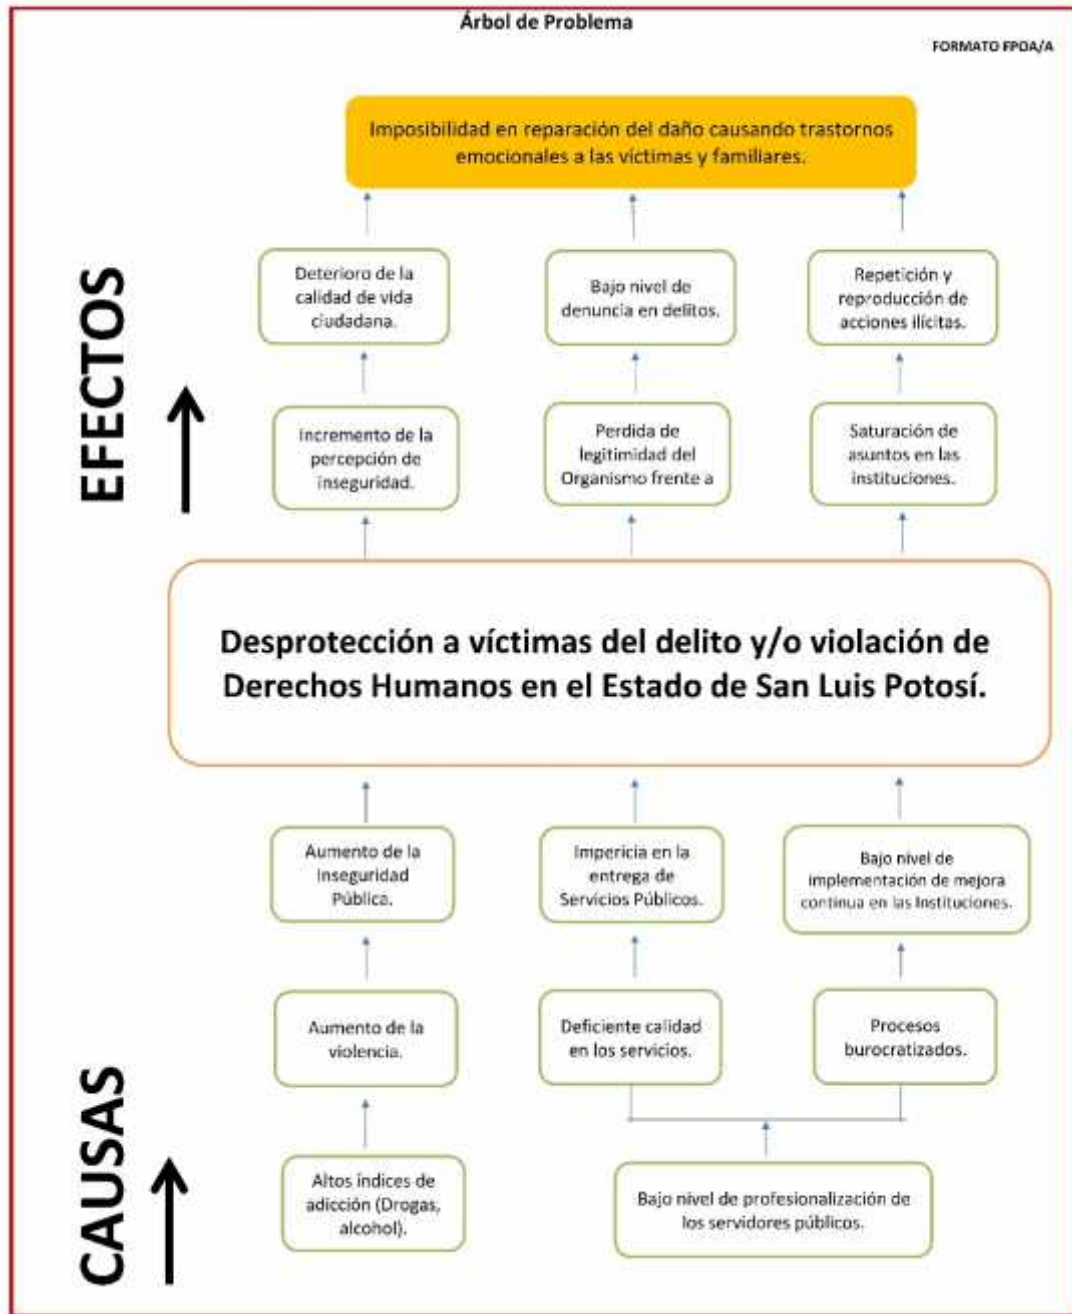 Árbol de Problema
FORMATO FPOA/A
Imposibilidad en reparación del daño causando trastornos
emocionales a las víctimas y familiares.
EFECTOS
Deterioro de la
calidad de vida
ciudadana.
Bajo nivel de
denuncia en delitos.
Repetición y
reproducción de
acciones ilícitas.
Incremento de la
percepción de
inseguridad.
Perdida de
legitimidad del
Organismo frente a
Saturación de
asuntos en las
instituciones.
Desprotección a víctimas del delito y/o violación de
Derechos Humanos en el Estado de San Luis Potosí.
CAUSAS
Aumento de la
Inseguridad
Pública.
Impericia en la
entrega de
Servicios Públicos.
Bajo nivel de
implementación de mejora
continua en las Instituciones.
Aumento de la
violencia.
Deficiente calidad
en los servicios.
Procesos
burocratizados.
Altos índices de
adicción (Drogas,
alcohol).
Bajo nivel de profesionalización de
los servidores públicos.